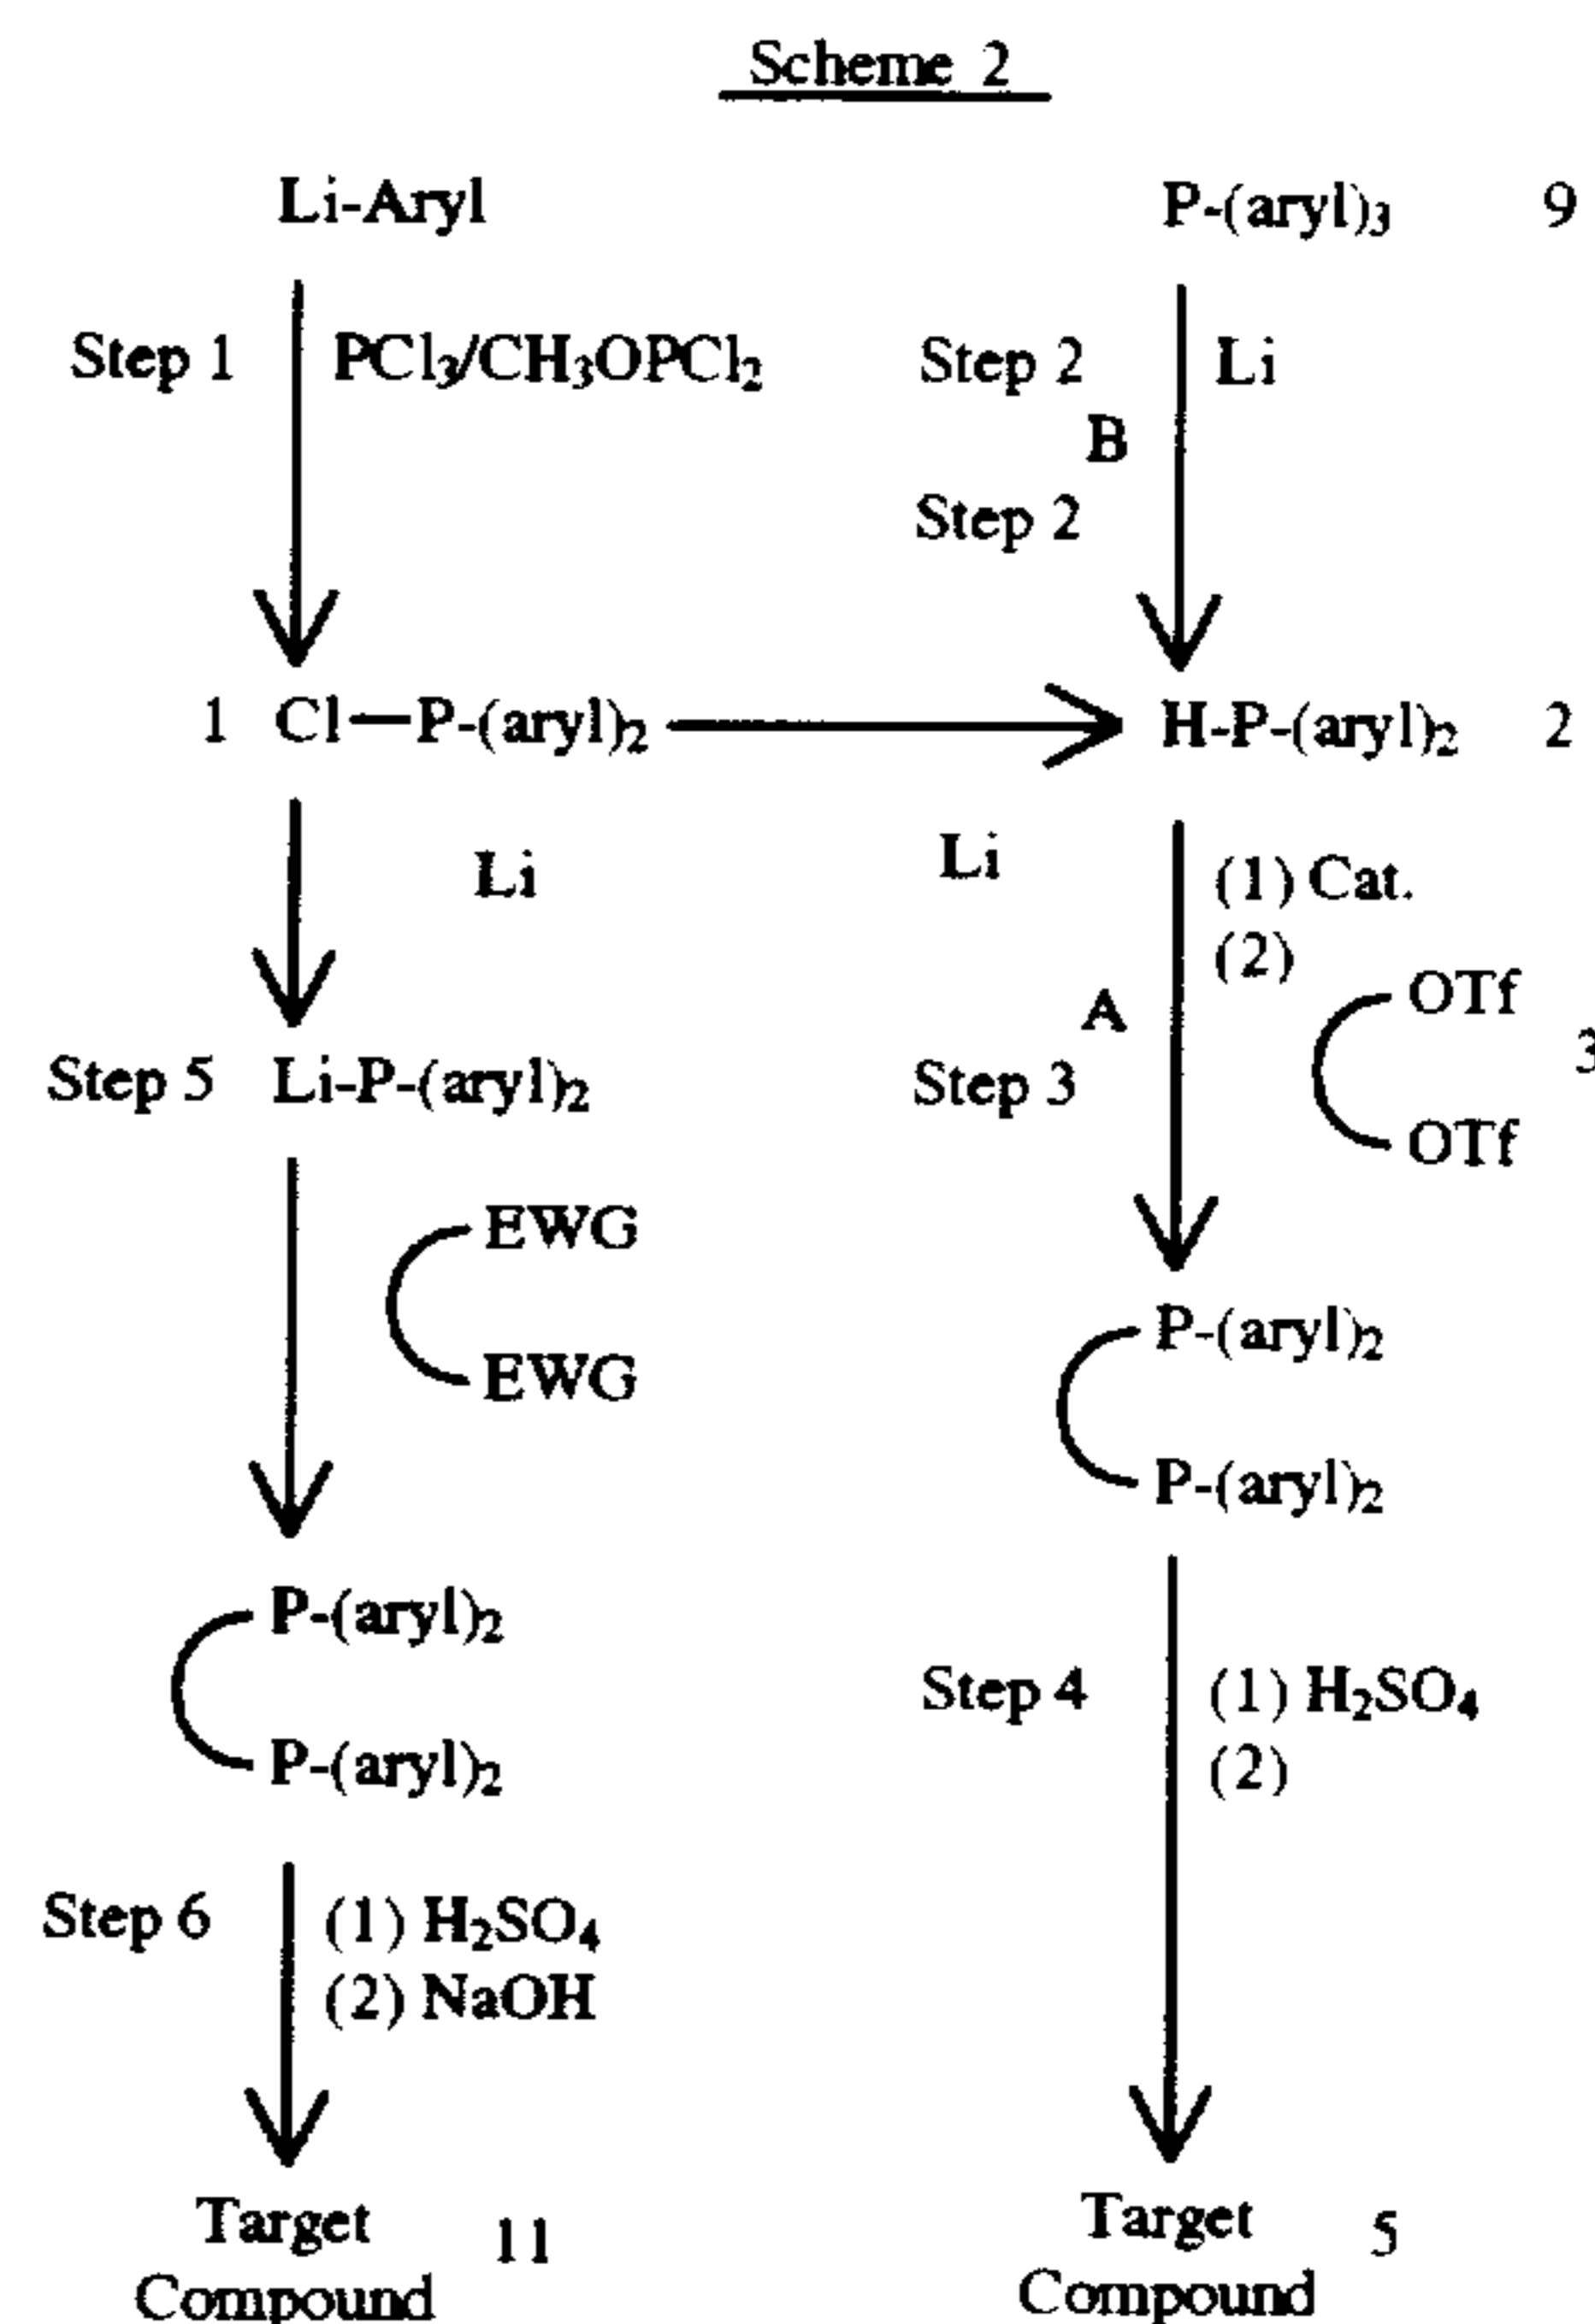 Scheme 2
Li-Aryl
P-(aryl)₃ 9
Step 1 PCl₃/CH₃OPCl₂
Step 2 Li
B
Step 2
1 Cl—P-(aryl)₂
H-P-(aryl)₂ 2
Li
Li
(1) Cat.
(2)
OTf
A
3
Step 5 Li-P-(aryl)₂
Step 3
OTf
EWG
EWG
P-(aryl)₂
P-(aryl)₂
P-(aryl)₂
P-(aryl)₂
Step 4 (1) H₂SO₄
(2)
Step 6 (1) H₂SO₄
(2) NaOH
Target
Compound 11
Target
Compound 5